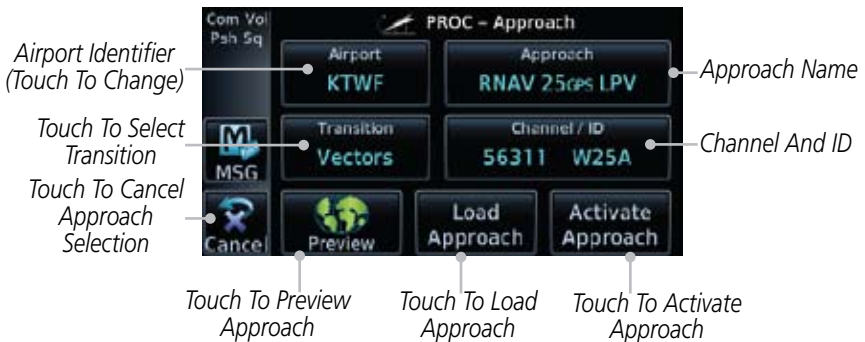 Com Vol
Psh Sq
PROC – Approach
Airport Identifier
(Touch To Change)
Airport
KTWF
Approach
RNAV 25GPS LPV
Approach Name
Touch To Select
Transition
MSG
Transition
Vectors
Channel / ID
56311 W25A
Channel And ID
Touch To Cancel
Approach
Selection
Cancel
Preview
Load
Approach
Activate
Approach
Touch To Preview
Approach
Touch To Load
Approach
Touch To Activate
Approach